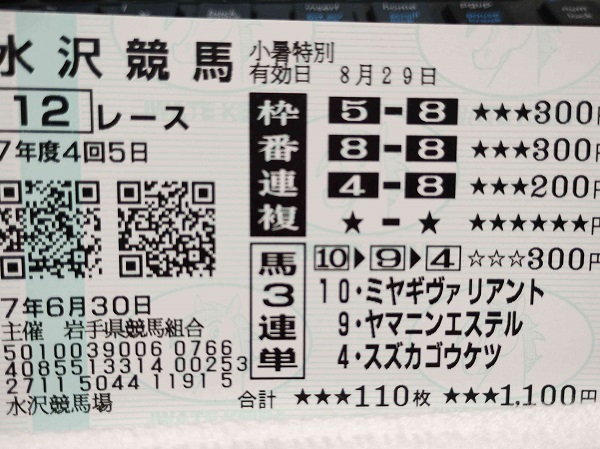 水沢競馬
小暑特別
有効日 8月29日
12レース
7年度4回5日
7年6月30日
主催 岩手県競馬組合
50100 39006 0766
40855 13314 00253
2711 5044 1191 5
水沢競馬場
枠番連複
5-8 ★★★300円
8-8 ★★★300円
4-8 ★★★200円
★-★ ★★★★★★円
馬3連単
10▶9▶4 ☆☆☆300円
10・ミヤギヴァリアント
9・ヤマニンエステル
4・スズカゴウケツ
合計 ★★★110枚 ★★★1,100円